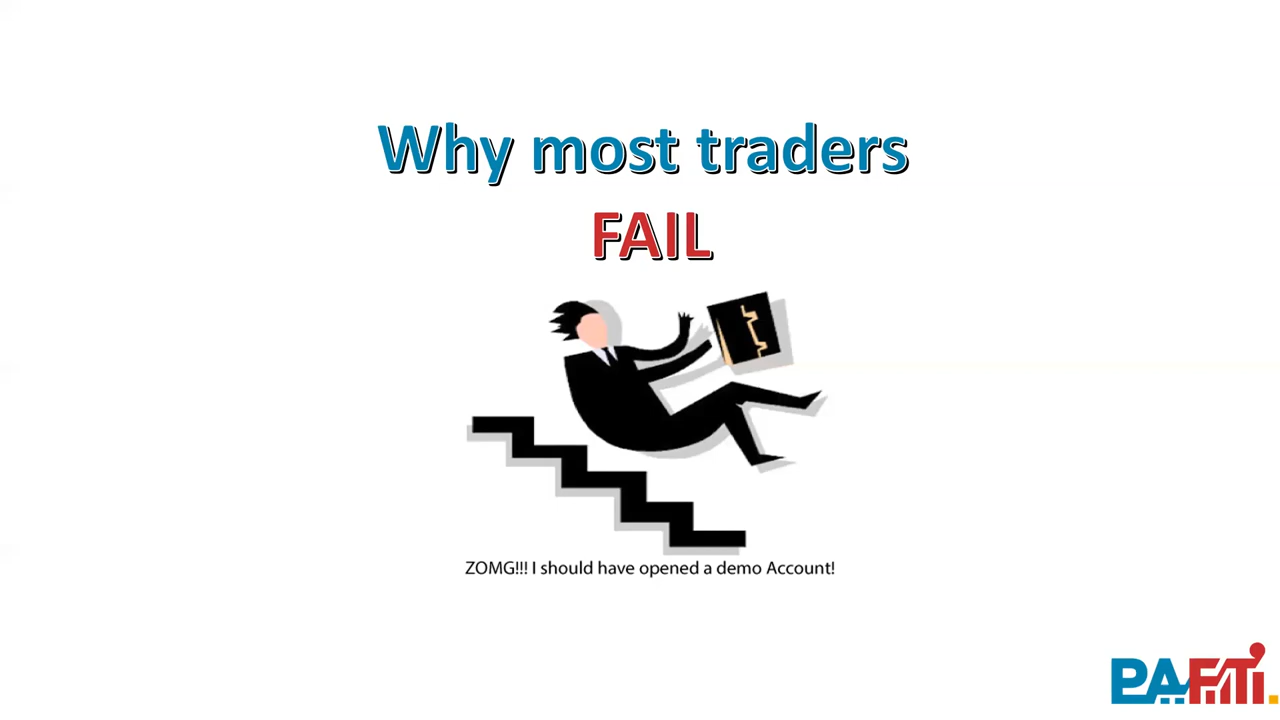 Why most traders
FAIL
ZOMG!!! I should have opened a demo Account!
PAFTI.